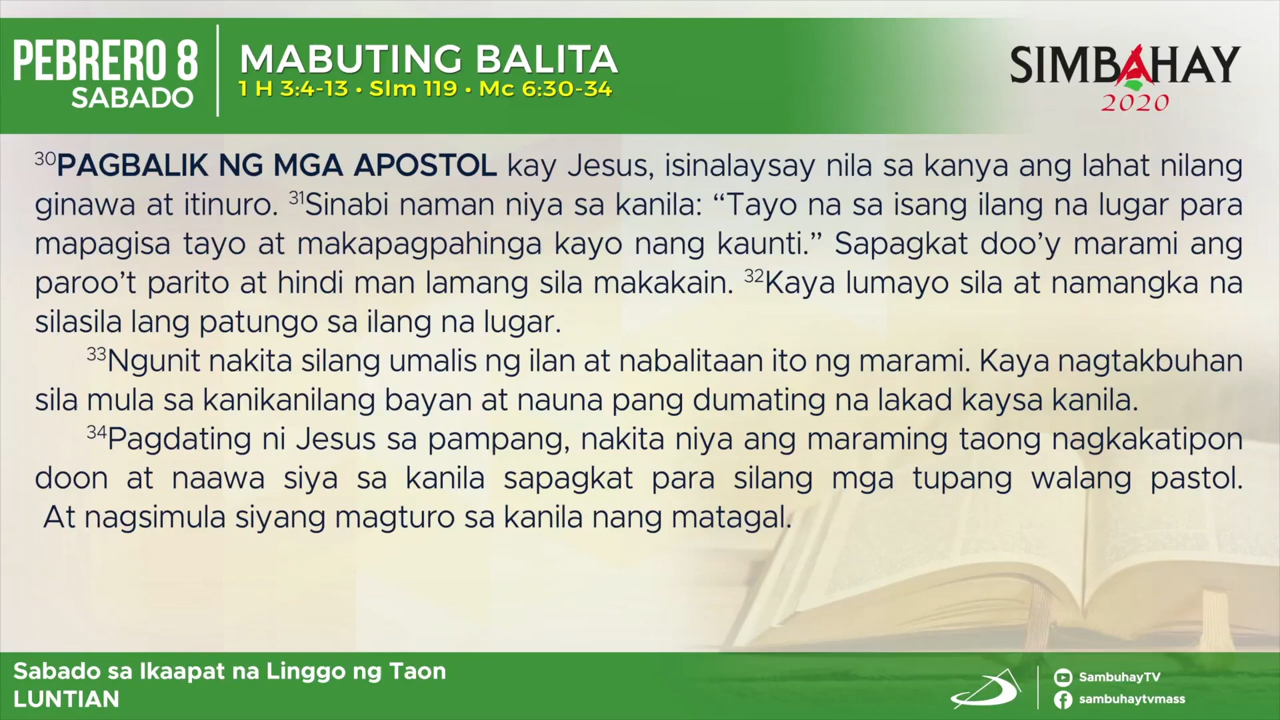 PEBRERO 8
SABADO
MABUTING BALITA
1 H 3:4-13 • Slm 119 • Mc 6:30-34
SIMBAHAY
2020
³⁰PAGBALIK NG MGA APOSTOL kay Jesus, isinalaysay nila sa kanya ang lahat nilang
ginawa at itinuro. ³¹Sinabi naman niya sa kanila: “Tayo na sa isang ilang na lugar para
mapagisa tayo at makapagpahinga kayo nang kaunti.” Sapagkat doo’y marami ang
paroo’t parito at hindi man lamang sila makakain. ³²Kaya lumayo sila at namangka na
silasila lang patungo sa ilang na lugar.
³³Ngunit nakita silang umalis ng ilan at nabalitaan ito ng marami. Kaya nagtakbuhan
sila mula sa kanikanilang bayan at nauna pang dumating na lakad kaysa kanila.
³⁴Pagdating ni Jesus sa pampang, nakita niya ang maraming taong nagkakatipon
doon at naawa siya sa kanila sapagkat para silang mga tupang walang pastol.
At nagsimula siyang magturo sa kanila nang matagal.
Sabado sa Ikaapat na Linggo ng Taon
LUNTIAN
SambuhayTV
sambuhaytvmass